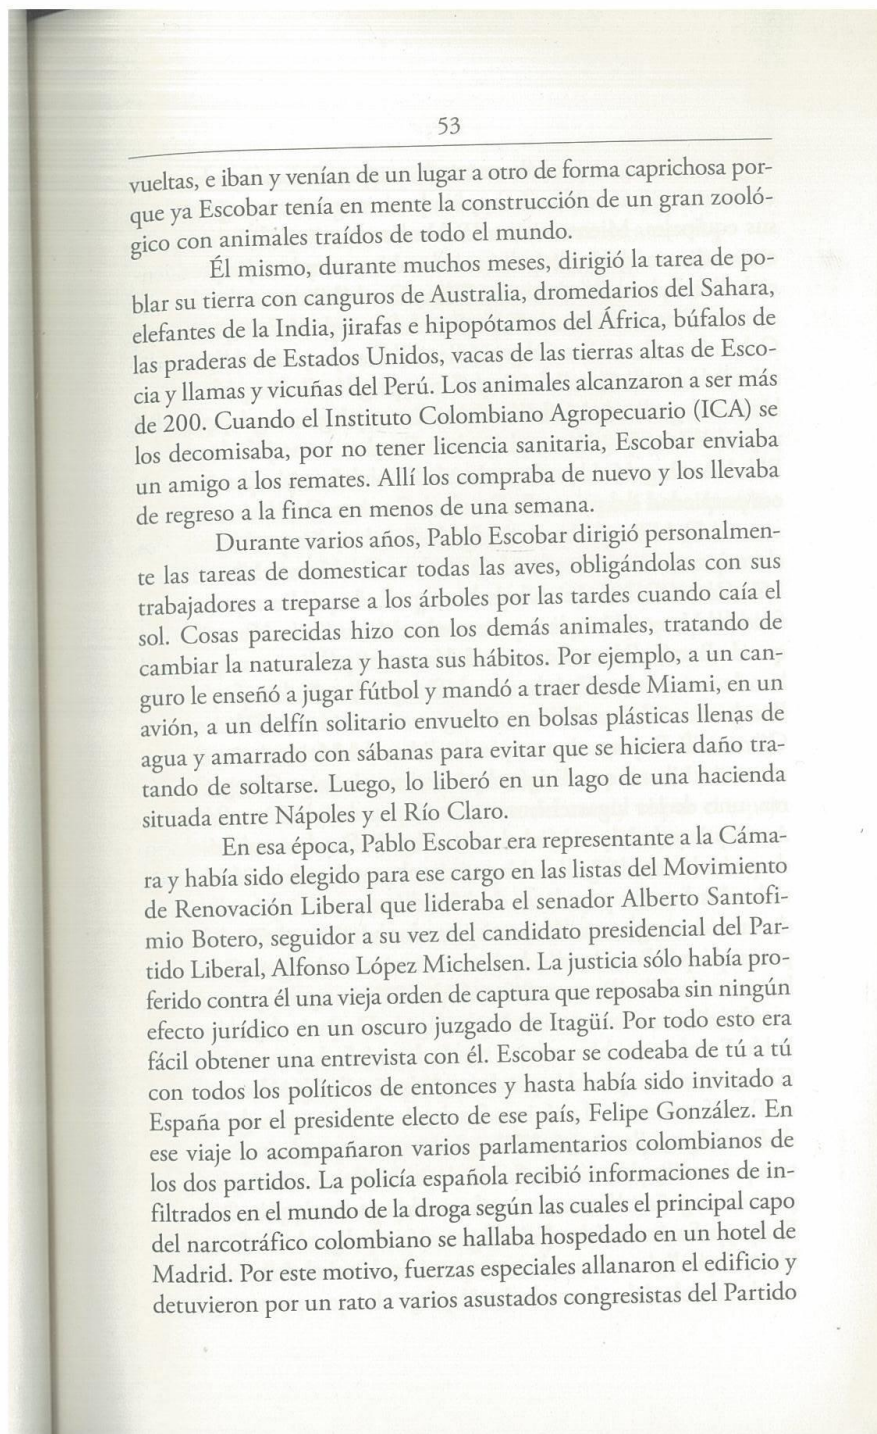 53
vueltas, e iban y venían de un lugar a otro de forma caprichosa por-
que ya Escobar tenía en mente la construcción de un gran zooló-
gico con animales traídos de todo el mundo.
Él mismo, durante muchos meses, dirigió la tarea de po-
blar su tierra con canguros de Australia, dromedarios del Sahara,
elefantes de la India, jirafas e hipopótamos del África, búfalos de
las praderas de Estados Unidos, vacas de las tierras altas de Esco-
cia y llamas y vicuñas del Perú. Los animales alcanzaron a ser más
de 200. Cuando el Instituto Colombiano Agropecuario (ICA) se
los decomisaba, por no tener licencia sanitaria, Escobar enviaba
un amigo a los remates. Allí los compraba de nuevo y los llevaba
de regreso a la finca en menos de una semana.
Durante varios años, Pablo Escobar dirigió personalmen-
te las tareas de domesticar todas las aves, obligándolas con sus
trabajadores a treparse a los árboles por las tardes cuando caía el
sol. Cosas parecidas hizo con los demás animales, tratando de
cambiar la naturaleza y hasta sus hábitos. Por ejemplo, a un can-
guro le enseñó a jugar fútbol y mandó a traer desde Miami, en un
avión, a un delfín solitario envuelto en bolsas plásticas llenas de
agua y amarrado con sábanas para evitar que se hiciera daño tra-
tando de soltarse. Luego, lo liberó en un lago de una hacienda
situada entre Nápoles y el Río Claro.
En esa época, Pablo Escobar era representante a la Cáma-
ra y había sido elegido para ese cargo en las listas del Movimiento
de Renovación Liberal que lideraba el senador Alberto Santofi-
mio Botero, seguidor a su vez del candidato presidencial del Par-
tido Liberal, Alfonso López Michelsen. La justicia sólo había pro-
ferido contra él una vieja orden de captura que reposaba sin ningún
efecto jurídico en un oscuro juzgado de Itagüí. Por todo esto era
fácil obtener una entrevista con él. Escobar se codeaba de tú a tú
con todos los políticos de entonces y hasta había sido invitado a
España por el presidente electo de ese país, Felipe González. En
ese viaje lo acompañaron varios parlamentarios colombianos de
los dos partidos. La policía española recibió informaciones de in-
filtrados en el mundo de la droga según las cuales el principal capo
del narcotráfico colombiano se hallaba hospedado en un hotel de
Madrid. Por este motivo, fuerzas especiales allanaron el edificio y
detuvieron por un rato a varios asustados congresistas del Partido